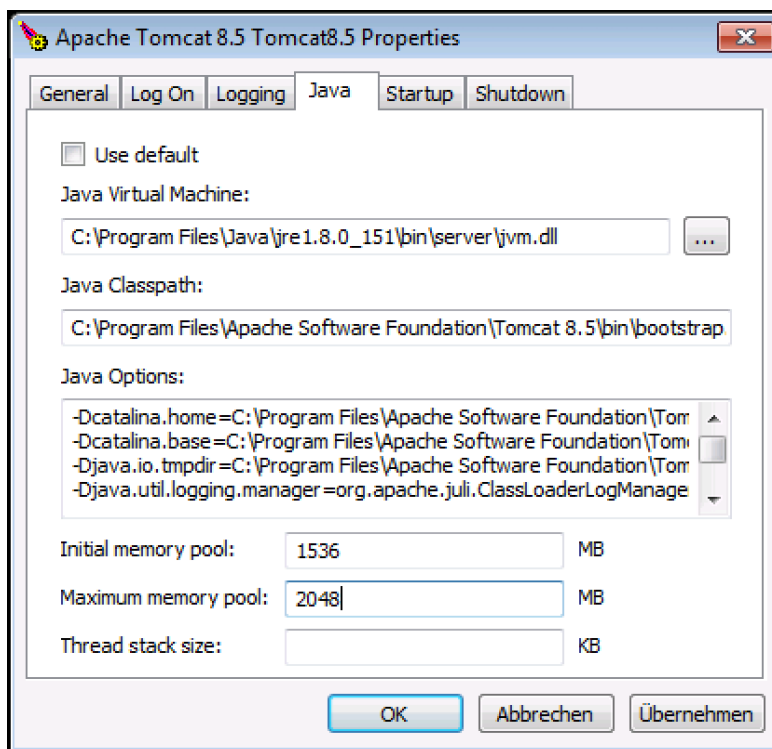 Apache Tomcat 8.5 Tomcat8.5 Properties
General Log On Logging Java Startup Shutdown
Use default
Java Virtual Machine:
C:\Program Files\Java\jre1.8.0_151\bin\server\jvm.dll ...
Java Classpath:
C:\Program Files\Apache Software Foundation\Tomcat 8.5\bin\bootstrap.
Java Options:
-Dcatalina.home=C:\Program Files\Apache Software Foundation\Tom
-Dcatalina.base=C:\Program Files\Apache Software Foundation\Tomc
-Djava.io.tmpdir=C:\Program Files\Apache Software Foundation\Tom
-Djava.util.logging.manager=org.apache.juli.ClassLoaderLogManage
Initial memory pool: 1536 MB
Maximum memory pool: 2048 MB
Thread stack size: KB
OK Abbrechen Übernehmen